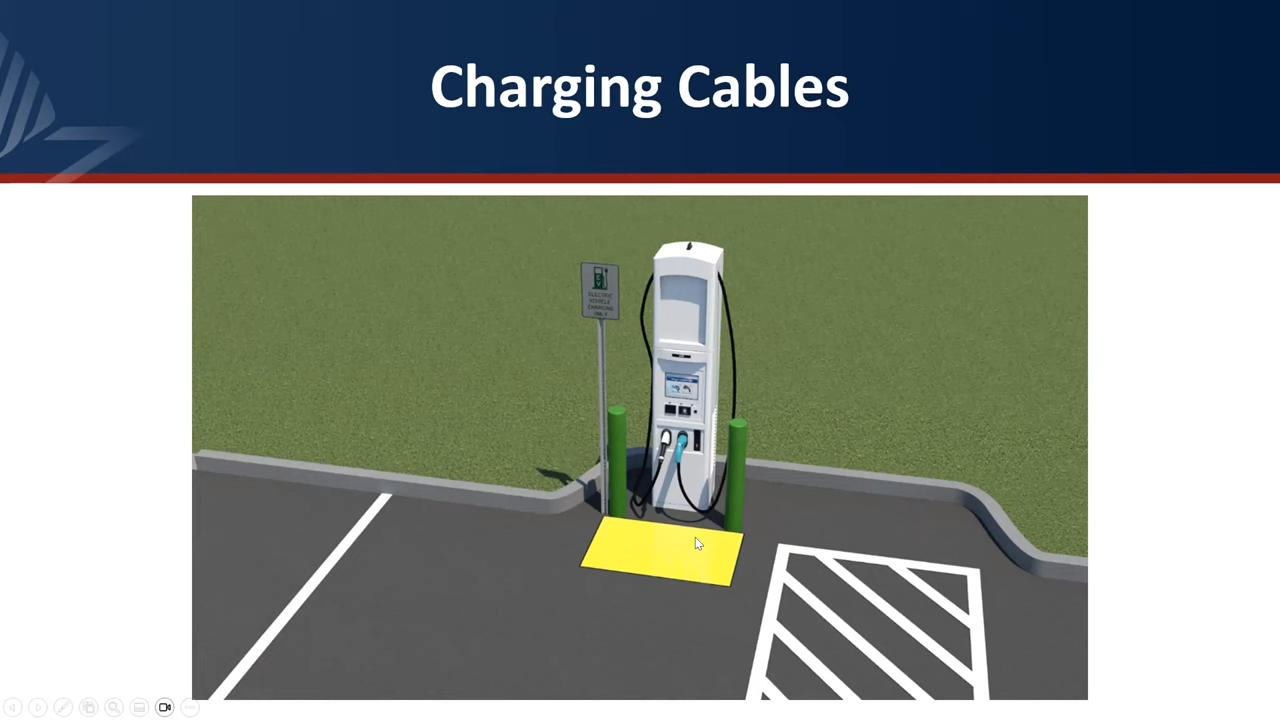 Charging Cables
ELECTRIC
VEHICLE
CHARGING
ONLY